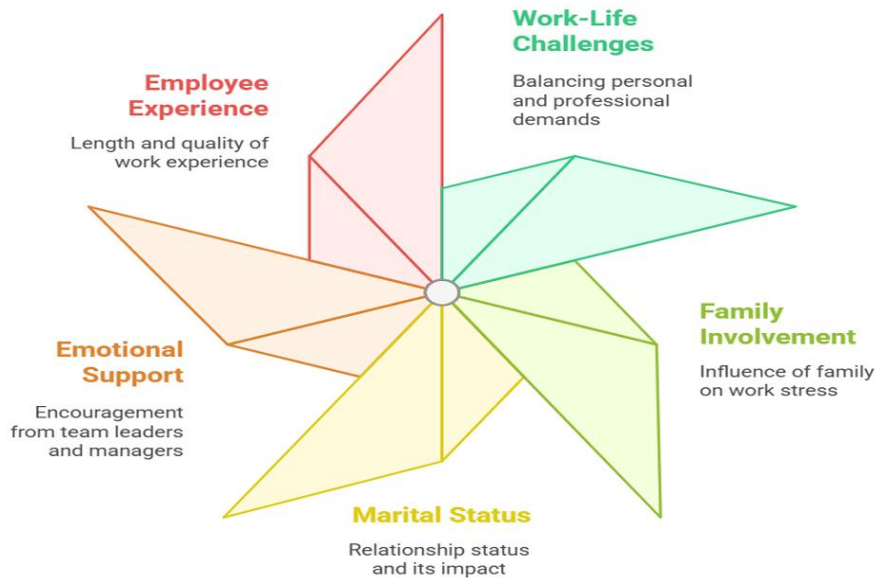 Work-Life
Challenges
Balancing personal
and professional
demands
Employee
Experience
Length and quality of
work experience
Family
Involvement
Influence of family
on work stress
Emotional
Support
Encouragement
from team leaders
and managers
Marital Status
Relationship status
and its impact